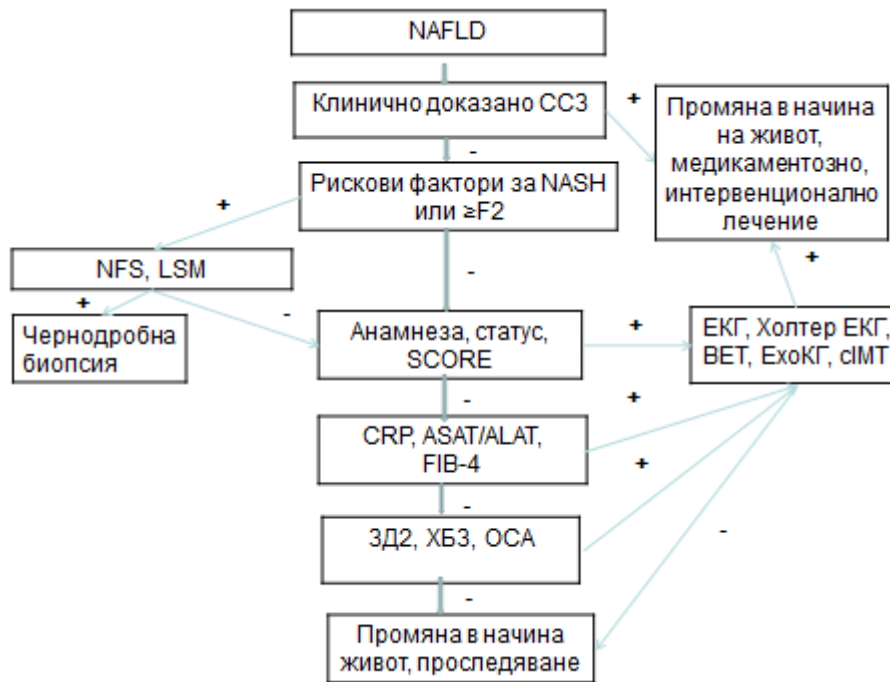 NAFLD
Клинично доказано ССЗ
+
Промяна в начина
на живот,
медикаментозно,
интервенционално
лечение
-
Рискови фактори за NASH
или ≥F2
+
+
NFS, LSM
-
+
-
Чернодробна
биопсия
Анамнеза, статус,
SCORE
+
ЕКГ, Холтер ЕКГ,
ВЕТ, ЕхоКГ, cIMT
-
+
CRP, ASAT/ALAT,
FIB-4
+
-
ЗД2, ХБЗ, ОСА
-
-
Промяна в начина
живот, проследяване